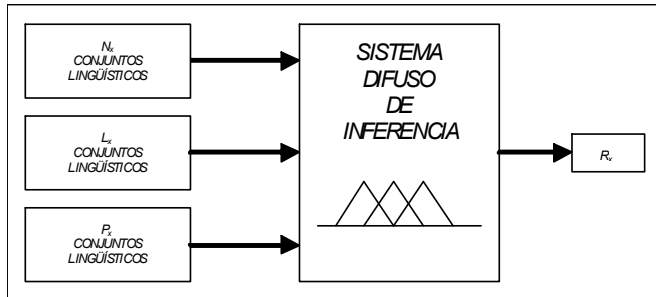 Nx
CONJUNTOS
LINGÜÍSTICOS
Lx
CONJUNTOS
LINGÜÍSTICOS
Px
CONJUNTOS
LINGÜÍSTICOS
SISTEMA
DIFUSO
DE
INFERENCIA
Rx